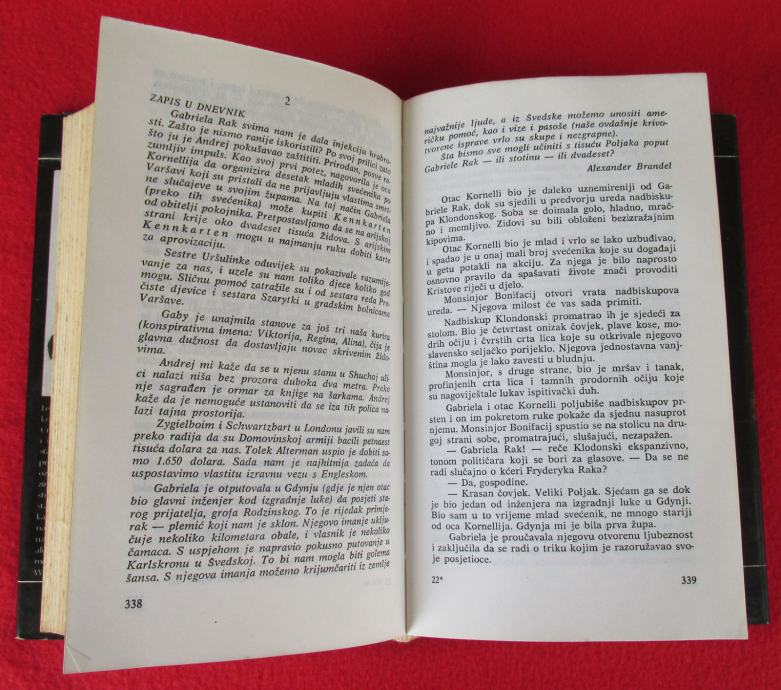 2
ZAPIS U DNEVNIK
Gabriela Rak svima nam je dala injekciju hrabro-
sti. Zašto je nismo ranije iskoristili? Po svoj prilici zato
što ju je Andrej pokušavao zaštititi. Prirodan, posve ra-
zumljiv impuls. Kao svoj prvi potez, nagovorila je oca
Kornellija da organizira desetak mladih svećenika po
Varšavi koji su pristali da ne prijavljuju vlastima smrt-
ne slučajeve u svojim župama. Na taj način Gabriela
(preko tih svećenika) može kupiti Kennkarten
od obitelji pokojnika. Pretpostavljamo da se na arijskoj
strani krije oko dvadeset tisuća Židova. S arijskim
Kennkarten mogu u najmanju ruku dobiti karte
za aprovizaciju.
Sestre Uršulinke oduvijek su pokazivale razumije-
vanje za nas, i uzele su nam toliko djece koliko god
mogu. Sličnu pomoć zatražile su i od sestara reda Pre-
čiste djevice i sestara Szarytki u gradskim bolnicama
Varšave.
Gaby je unajmila stanove za još tri naša kurira
(konspirativna imena: Viktorija, Regina, Alina), čija je
glavna dužnost da dostavljaju novac skrivenim Žido-
vima.
Andrej mi kaže da se u njenu stanu u Shuchoj uli-
ci nalazi niša bez prozora duboka dva metra. Preko
nje sagrađen je ormar za knjige na šarkama. Andrej
kaže da je nemoguće ustanoviti da se iza tih polica na-
lazi tajna prostorija.
Zygielboim i Schwartzbart u Londonu javili su nam
preko radija da su Domovinskoj armiji bacili petnaest
tisuća dolara za nas. Tolek Alterman uspio je dobiti sa-
mo 1.650 dolara. Sada nam je najhitnija zadaća da
uspostavimo vlastitu izravnu vezu s Engleskom.
Gabriela je otputovala u Gdynju (gdje je njen otac
bio glavni inženjer kod izgradnje luke) da posjeti sta-
rog prijatelja, grofa Rodzinskog. To je rijedak primje-
rak — plemić koji nam je sklon. Njegovo imanje uklju-
čuje nekoliko kilometara obale, i vlasnik je nekoliko
čamaca. S uspjehom je napravio pokusno putovanje u
Karlskronu u Švedskoj. To bi nam mogla biti golema
šansa. S njegova imanja možemo krijumčariti iz zemlje
338
najvažnije ljude, a iz Švedske možemo unositi ame-
ričku pomoć, kao i vize i pasoše (naše ovdašnje krivo-
tvorene isprave vrlo su skupe i nezgrapne).
Šta bismo sve mogli učiniti s tisuću Poljaka poput
Gabriele Rak — ili stotinu — ili dvadeset?
Alexander Brandel
Otac Kornelli bio je daleko uznemireniji od Ga-
briele Rak, dok su sjedili u predvorju ureda nadbisku-
pa Klondonskog. Soba se doimala golo, hladno, mrač-
no i memljivo. Zidovi su bili obloženi bezizražajnim
kipovima.
Otac Kornelli bio je mlad i vrlo se lako uzbuđivao,
i spadao je u onaj mali broj svećenika koje su događaji
u getu potakli na akciju. Za njega je bilo naprosto
osnovno pravilo da spašavati živote znači provoditi
Kristove riječi u djelo.
Monsinjor Bonifacij otvori vrata nadbiskupova
ureda. — Njegova milost će vas sada primiti.
Nadbiskup Klondonski promatrao ih je sjedeći za
stolom. Bio je četvrtast onizak čovjek, plave kose, mo-
drih očiju i čvrstih crta lica koje su otkrivale njegovo
slavensko seljačko porijeklo. Njegova jednostavna vanj-
ština mogla je lako zavesti u bludnju.
Monsinjor, s druge strane, bio je mršav i tanak,
profinjenih crta lica i tamnih prodornih očiju koje
su nagoviještale lukav ispitivački duh.
Gabriela i otac Kornelli poljubiše nadbiskupov pr-
sten i on im pokretom ruke pokaže da sjednu nasuprot
njemu. Monsinjor Bonifacij spustio se na stolicu na dru-
goj strani sobe, promatrajući, slušajući, nezapažen.
— Gabriela Rak! — reče Klodonski ekspanzivno,
tonom političara koji se bori za glasove. — Da se ne
radi slučajno o kćeri Fryderyka Raka?
— Da, gospodine.
— Krasan čovjek. Veliki Poljak. Sjećam ga se dok
je bio jedan od inženjera na izgradnji luke u Gdynji.
Bio sam u to vrijeme mlad svećenik, ne mnogo stariji
od oca Kornellija. Gdynja mi je bila prva župa.
Gabriela je proučavala njegovu otvorenu ljubeznost
i zaključila da se radi o triku kojim je razoružavao svo-
je posjetioce.
22*
339